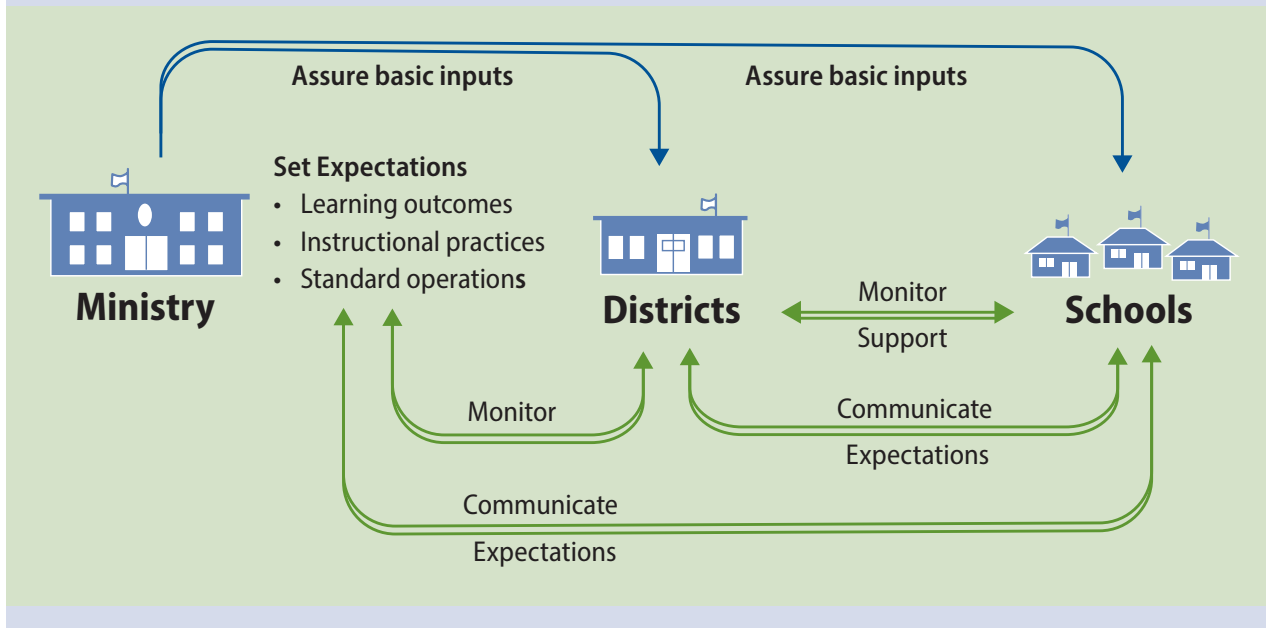 Assure basic inputs
Assure basic inputs
Set Expectations
• Learning outcomes
• Instructional practices
• Standard operations
Ministry
Districts
Monitor
Support
Schools
Monitor
Communicate
Expectations
Communicate
Expectations